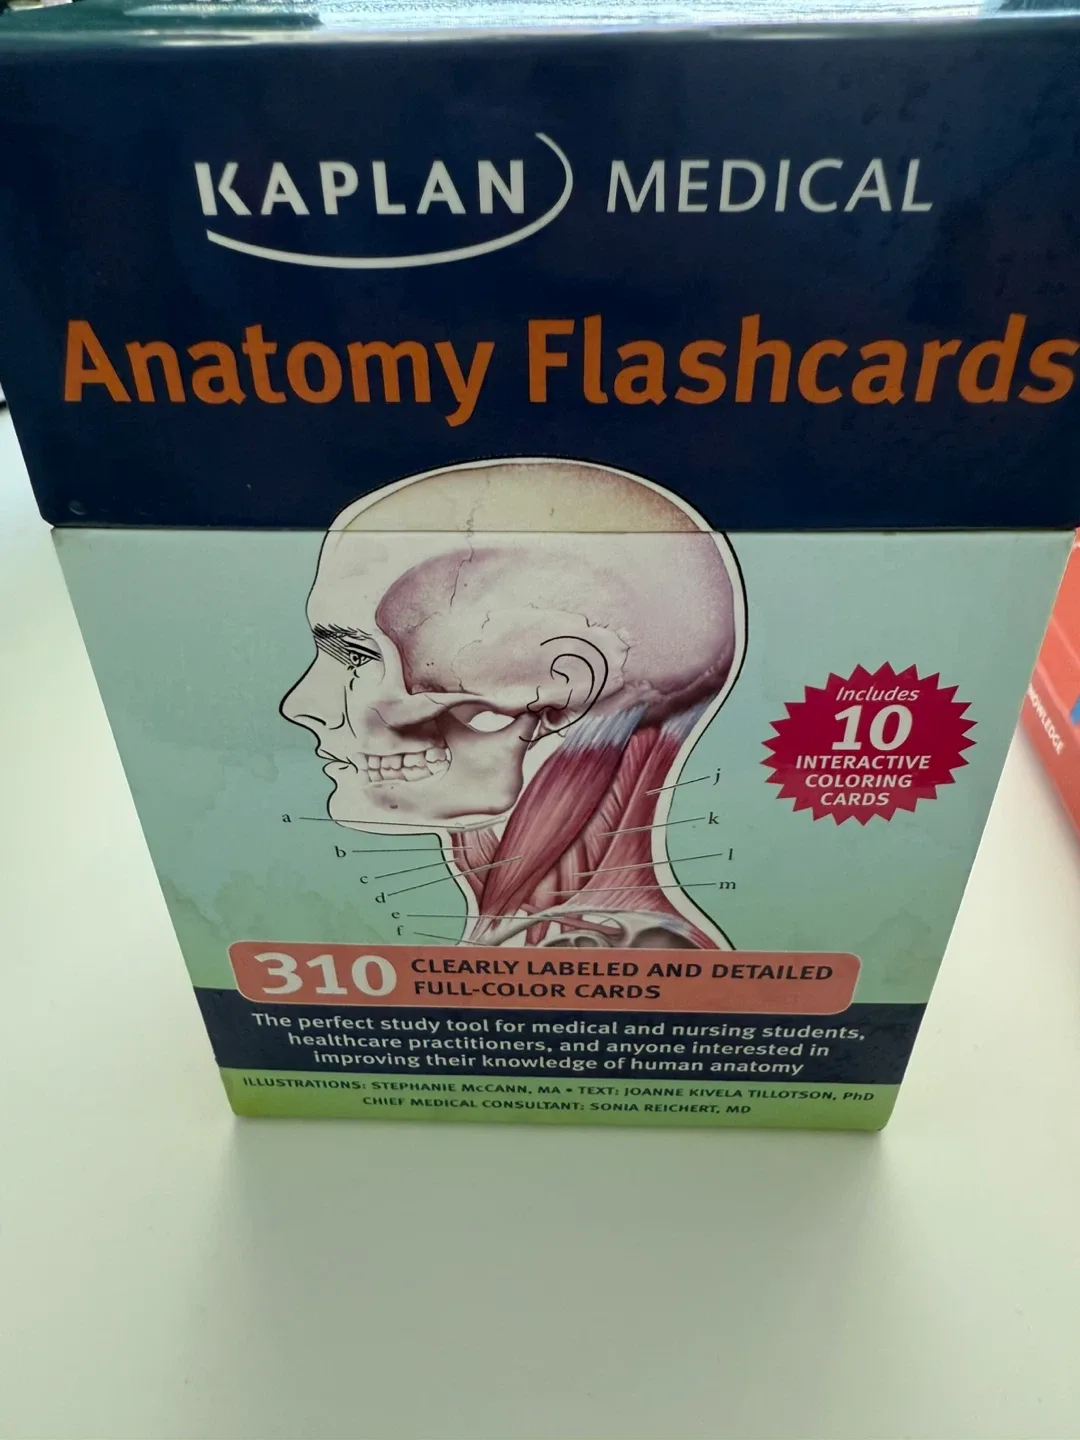 KAPLAN MEDICAL
Anatomy Flashcards
Includes
10
INTERACTIVE
COLORING
CARDS
a
b
c
d
e
f
j
k
l
m
310 CLEARLY LABELED AND DETAILED
FULL-COLOR CARDS
The perfect study tool for medical and nursing students,
healthcare practitioners, and anyone interested in
improving their knowledge of human anatomy
ILLUSTRATIONS: STEPHANIE McCANN, MA • TEXT: JOANNE KIVELA TILLOTSON, PhD
CHIEF MEDICAL CONSULTANT: SONIA REICHERT, MD